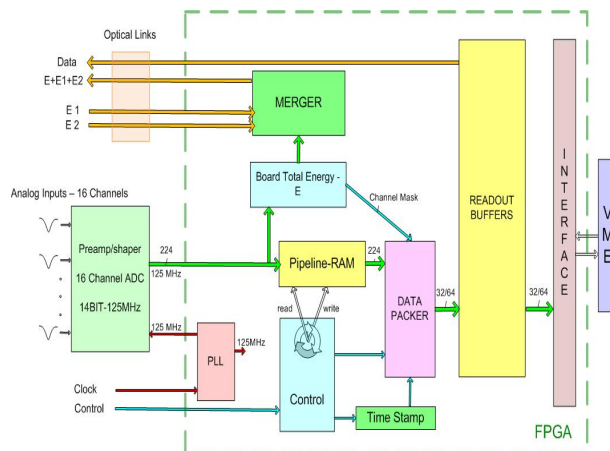 Optical Links
Data
E+E1+E2
E 1
E 2
MERGER
Board Total Energy -
E
Channel Mask
Analog Inputs – 16 Channels
Preamp/shaper
16 Channel ADC
14BIT-125MHz
224
125 MHz
Pipeline-RAM
224
DATA
PACKER
read
write
Control
125 MHz
PLL
125MHz
Clock
Control
Time Stamp
32/64
READOUT
BUFFERS
32/64
INTERFACE
VME
FPGA